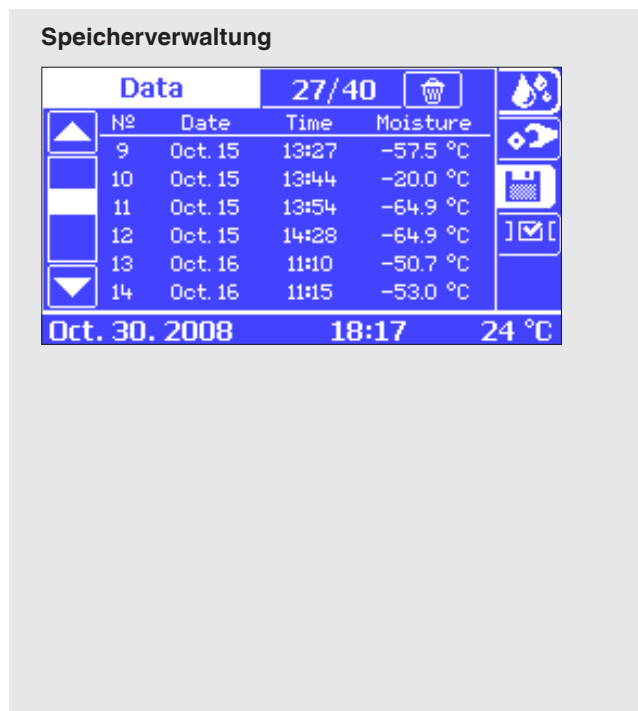 Speicherverwaltung
Data 27/40
Nº Date Time Moisture
9 Oct. 15 13:27 -57.5 °C
10 Oct. 15 13:44 -20.0 °C
11 Oct. 15 13:54 -64.9 °C
12 Oct. 15 14:28 -64.9 °C
13 Oct. 16 11:10 -50.7 °C
14 Oct. 16 11:15 -53.0 °C
Oct. 30. 2008 18:17 24 °C